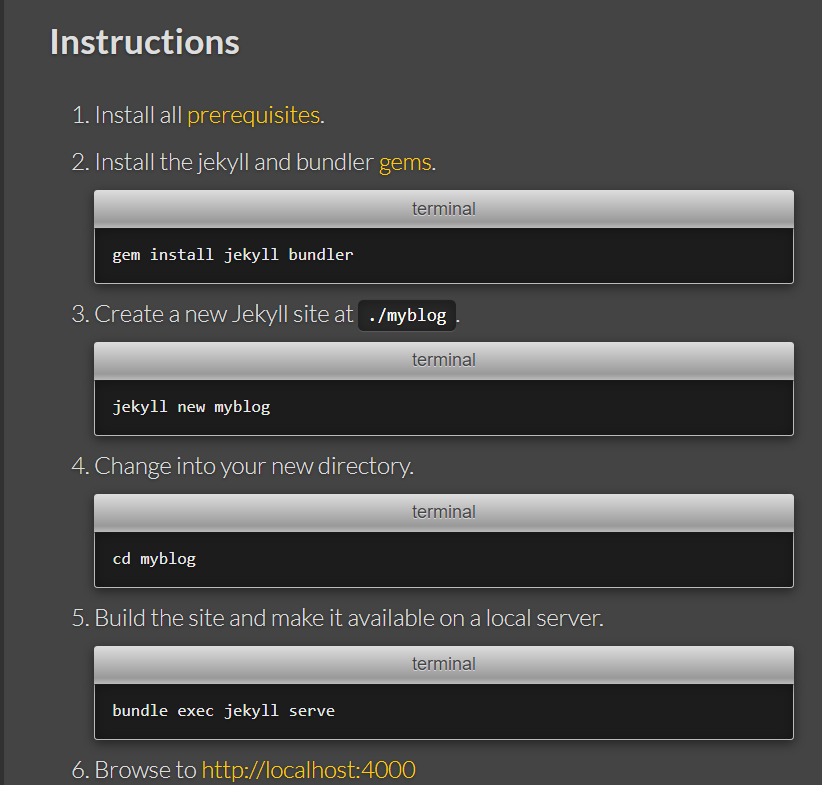 Instructions
1. Install all prerequisites.
2. Install the jekyll and bundler gems.
terminal
gem install jekyll bundler
3. Create a new Jekyll site at ./myblog.
terminal
jekyll new myblog
4. Change into your new directory.
terminal
cd myblog
5. Build the site and make it available on a local server.
terminal
bundle exec jekyll serve
6. Browse to http://localhost:4000